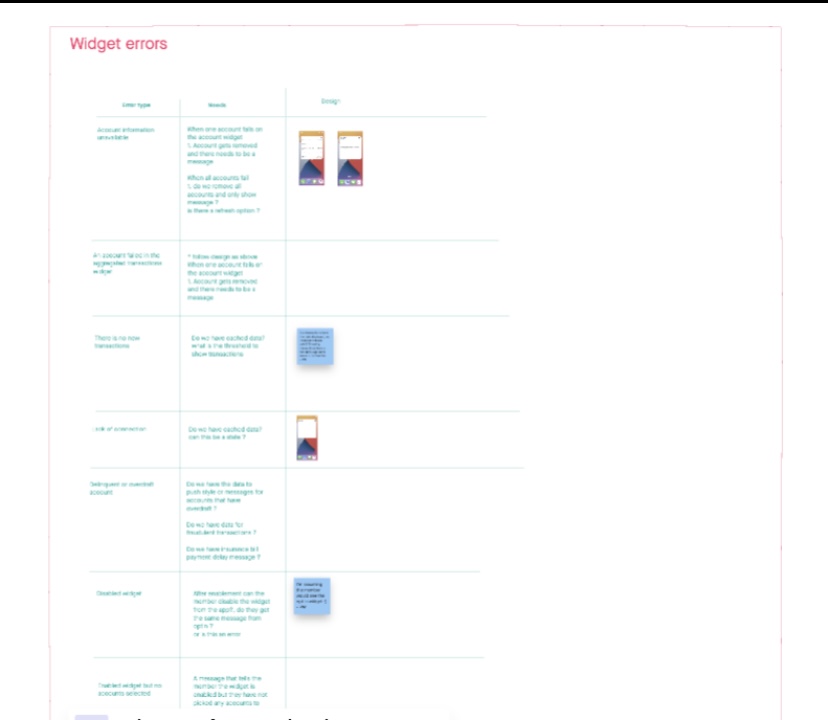 Widget errors
Error type
Needs
Design
Account information
unavailable
When one account fails on
the account widget
1. Account gets removed
and there needs to be a
message
When all accounts fail
1. do we remove all
accounts and only show
message ?
is there a refresh option ?
An account failed in the
aggregated transactions
widget
* follow design as above
When one account fails on
the account widget
1. Account gets removed
and there needs to be a
message
There is no new
transactions
Do we have cached data?
what is the threshold to
show transactions
Lack of connection
Do we have cached data?
can this be a state ?
Delinquent or overdraft
account
Do we have the data to
push style or messages for
accounts that have
overdraft ?
Do we have data for
fraudulent transactions ?
Do we have insurance bill
payment delay message ?
Disabled widget
After enablement can the
member disable the widget
from the app?, do they get
the same message from
opt in ?
or is this an error
Enabled widget but no
accounts selected
A message that tells the
member the widget is
enabled but they have not
picked any accounts to